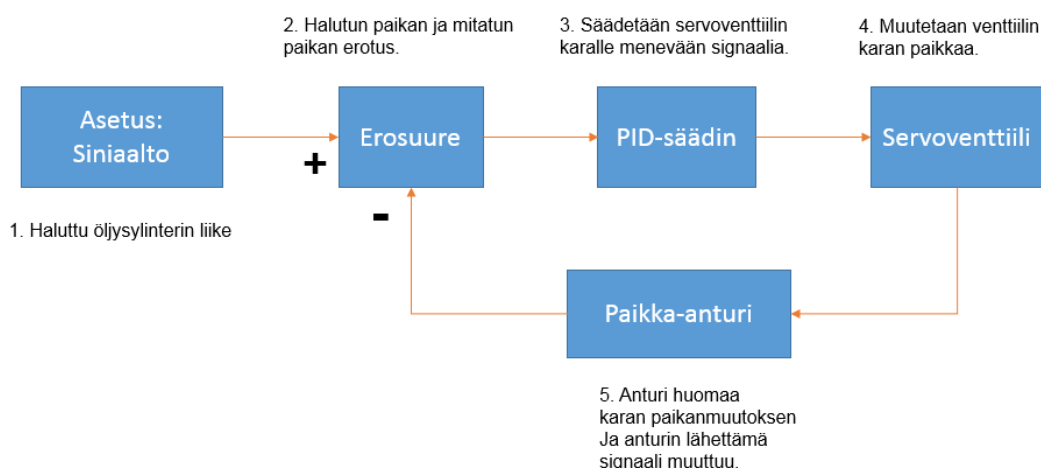 2. Halutun paikan ja mitatun
paikan erotus.
3. Säädetään servoventtiilin
karalle menevään signaalia.
4. Muutetaan venttiilin
karan paikkaa.
Asetus:
Siniaalto
Erosuure
PID-säädin
Servoventtiili
+
-
1. Haluttu öljysylinterin liike
Paikka-anturi
5. Anturi huomaa
karan paikanmuutoksen
Ja anturin lähettämä
signaali muuttuu.